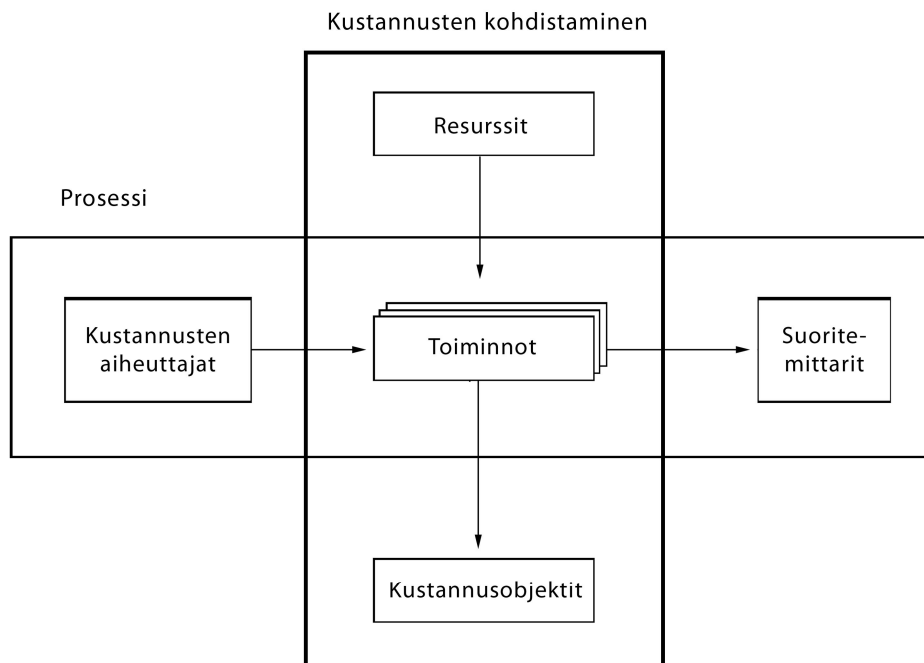 Kustannusten kohdistaminen
Resurssit
Prosessi
Kustannusten
aiheuttajat
Toiminnot
Suorite-
mittarit
Kustannusobjektit